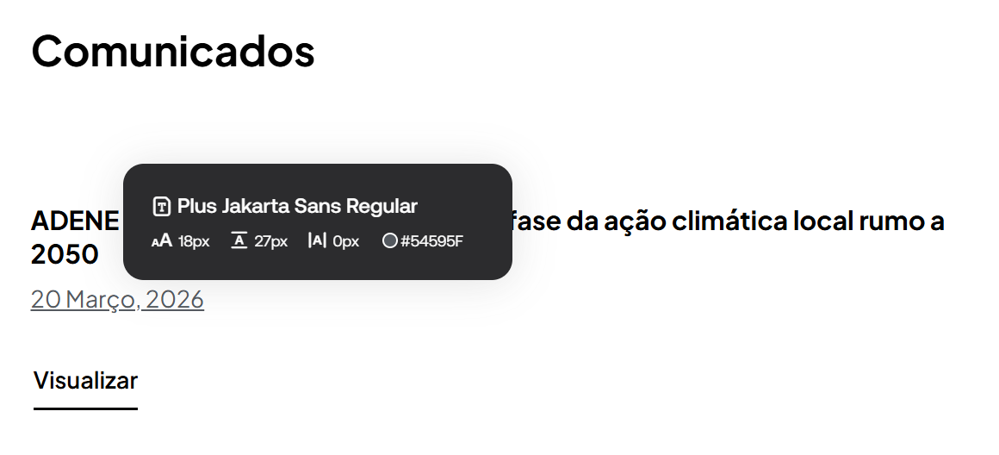 Comunicados
Plus Jakarta Sans Regular
AA 18px A 27px |A| 0px #54595F
ADENE fase da ação climática local rumo a
2050
20 Março, 2026
Visualizar